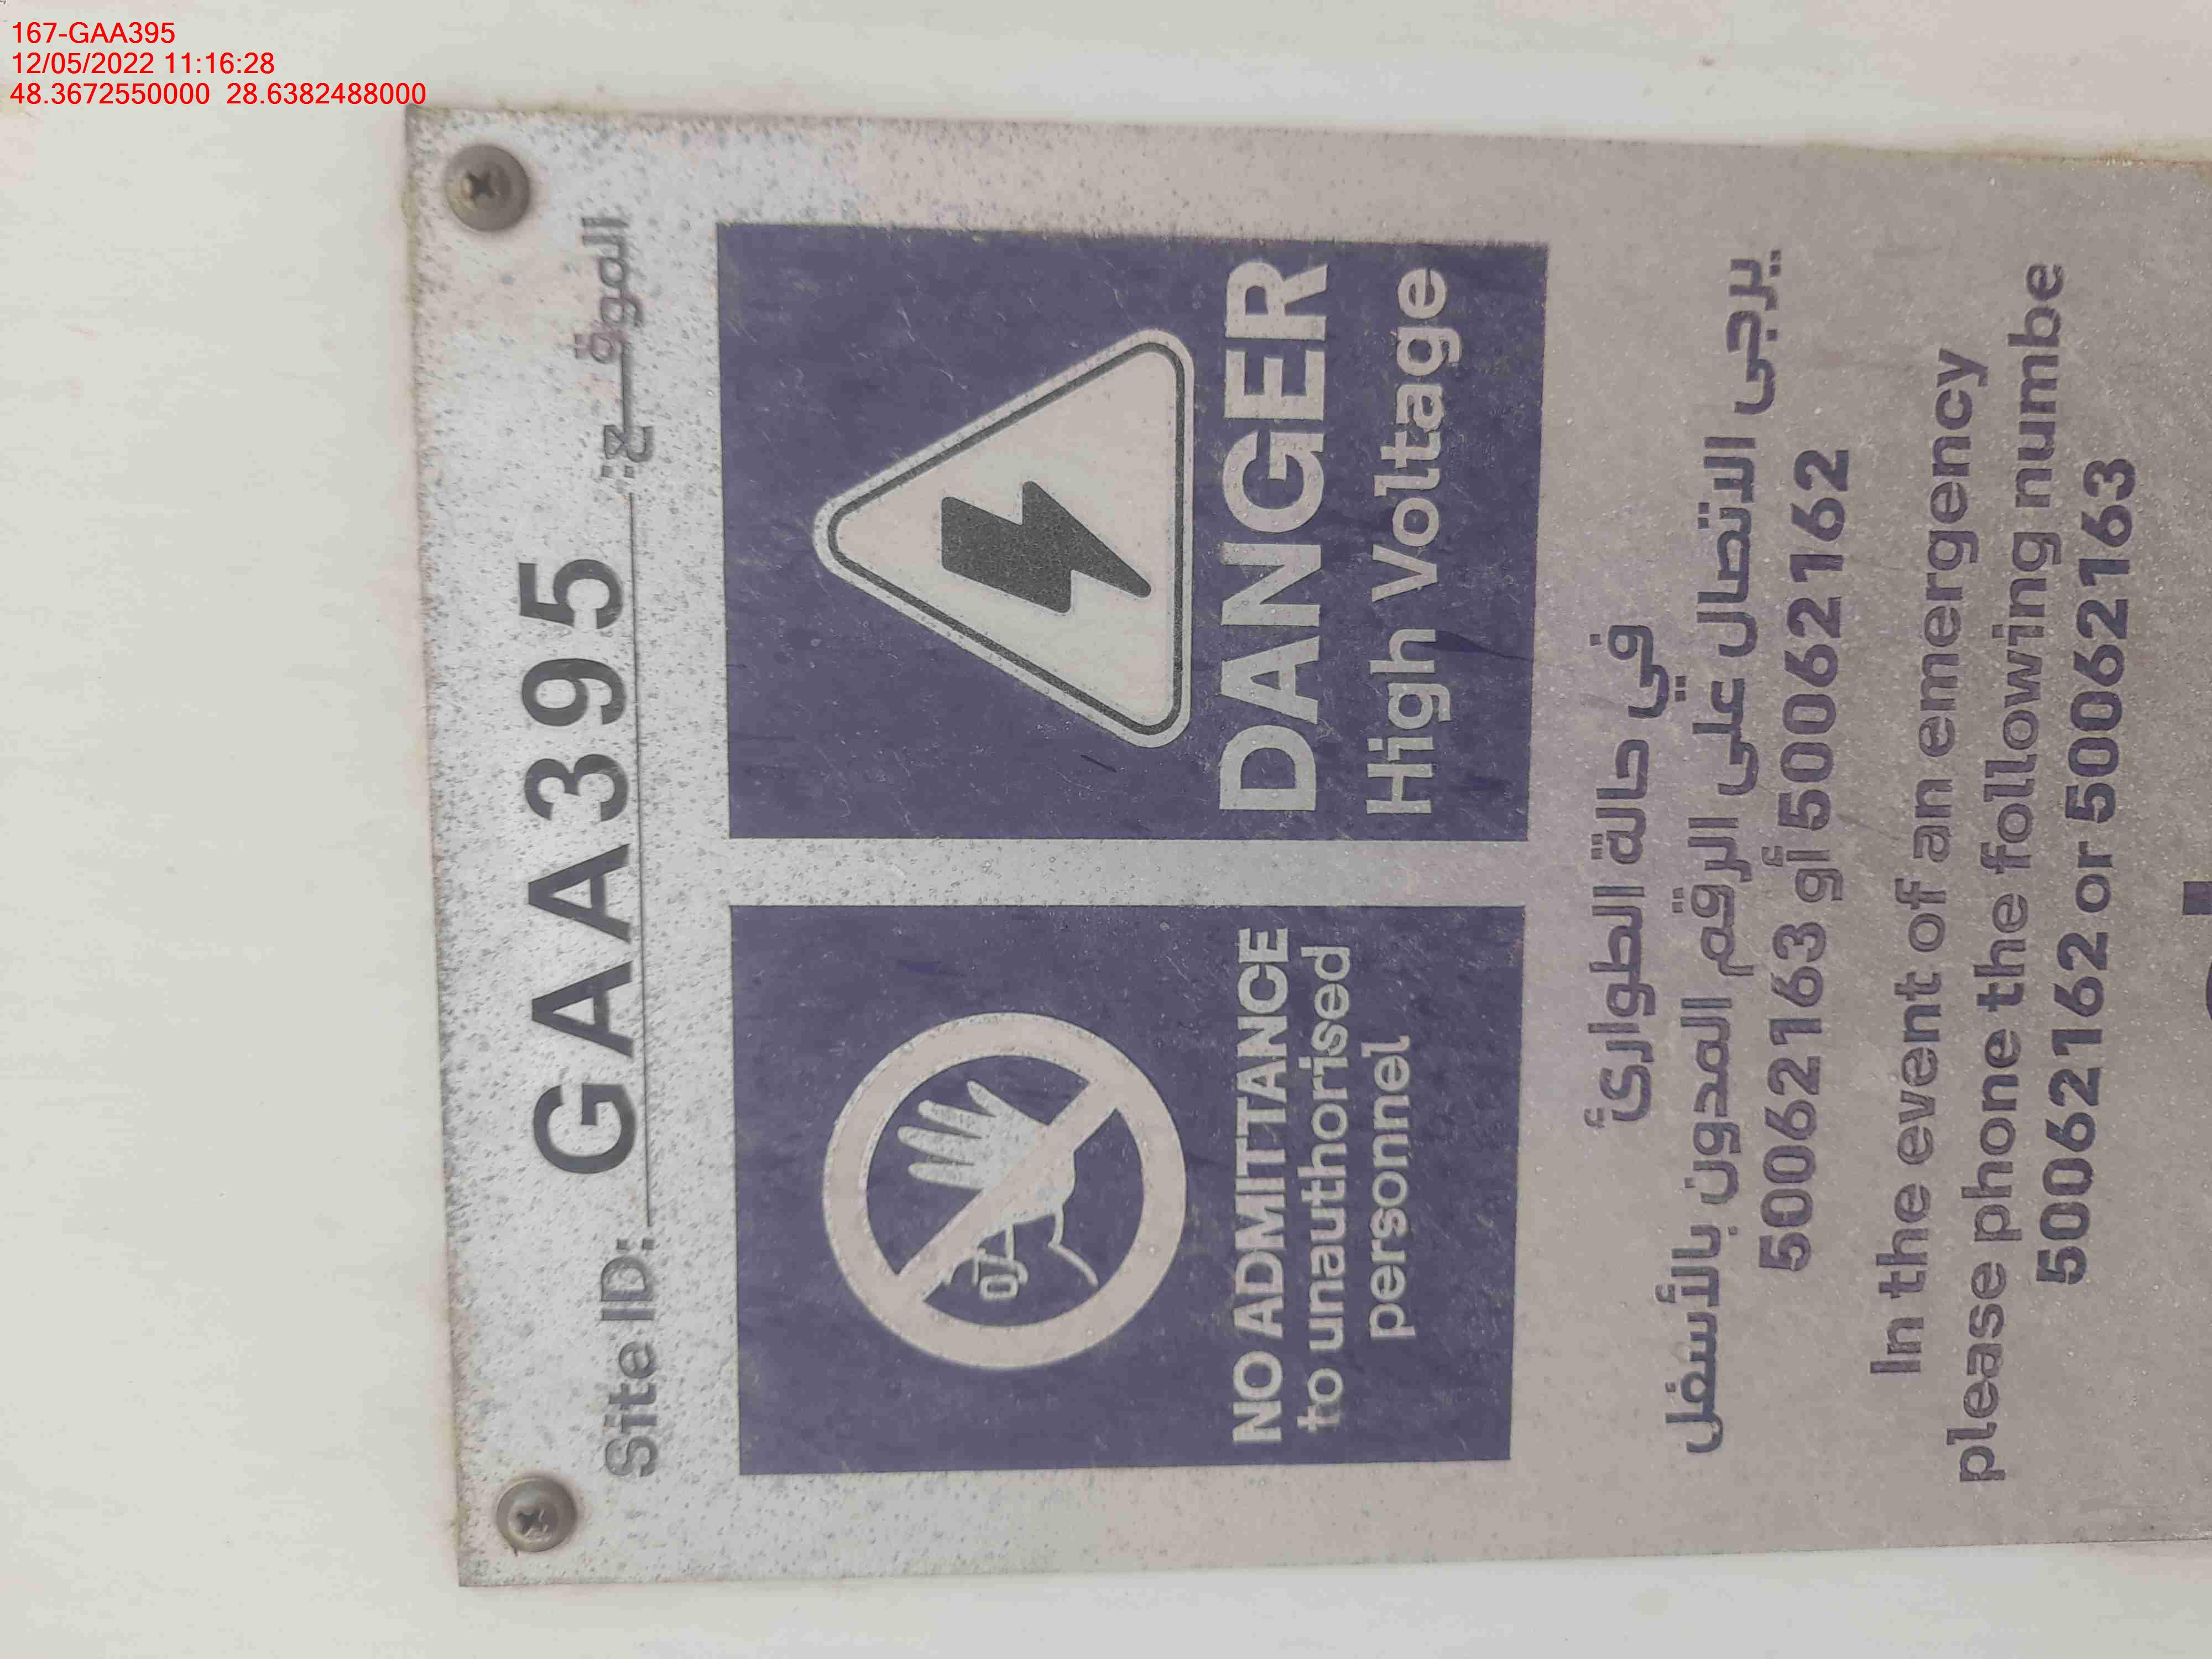 167-GAA395
12/05/2022 11:16:28
48.3672550000 28.6382488000
Site ID: GAA395 الموقــع:
NO ADMITTANCE
to unauthorised
personnel
DANGER
High Voltage
في حالة الطوارئ
يرجى الاتصال على الرقم المدون بالأسفل
50062162 أو 50062163
In the event of an emergency
please phone the following numbe
50062162 or 50062163